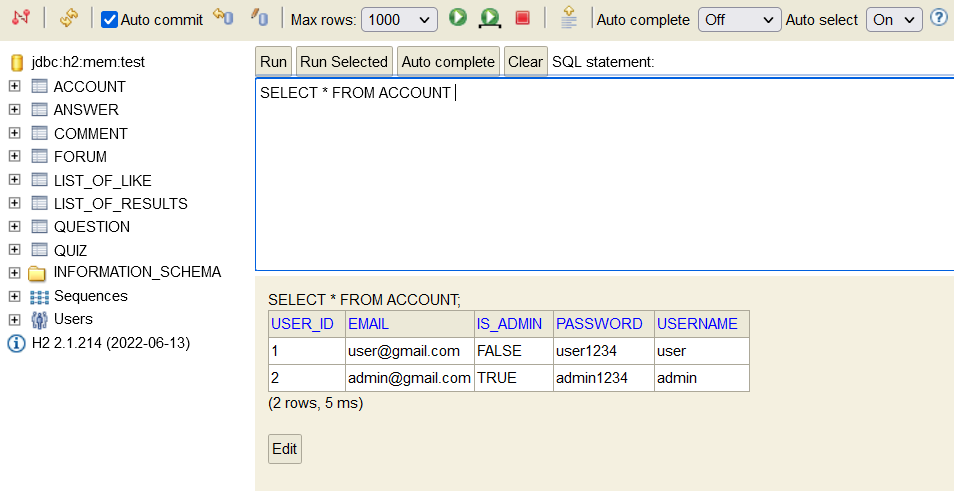 Auto commit Max rows: 1000 Auto complete Off Auto select On
jdbc:h2:mem:test
ACCOUNT
ANSWER
COMMENT
FORUM
LIST_OF_LIKE
LIST_OF_RESULTS
QUESTION
QUIZ
INFORMATION_SCHEMA
Sequences
Users
H2 2.1.214 (2022-06-13)
Run Run Selected Auto complete Clear SQL statement:
SELECT * FROM ACCOUNT
SELECT * FROM ACCOUNT;
USER_ID EMAIL IS_ADMIN PASSWORD USERNAME
1 user@gmail.com FALSE user1234 user
2 admin@gmail.com TRUE admin1234 admin
(2 rows, 5 ms)
Edit